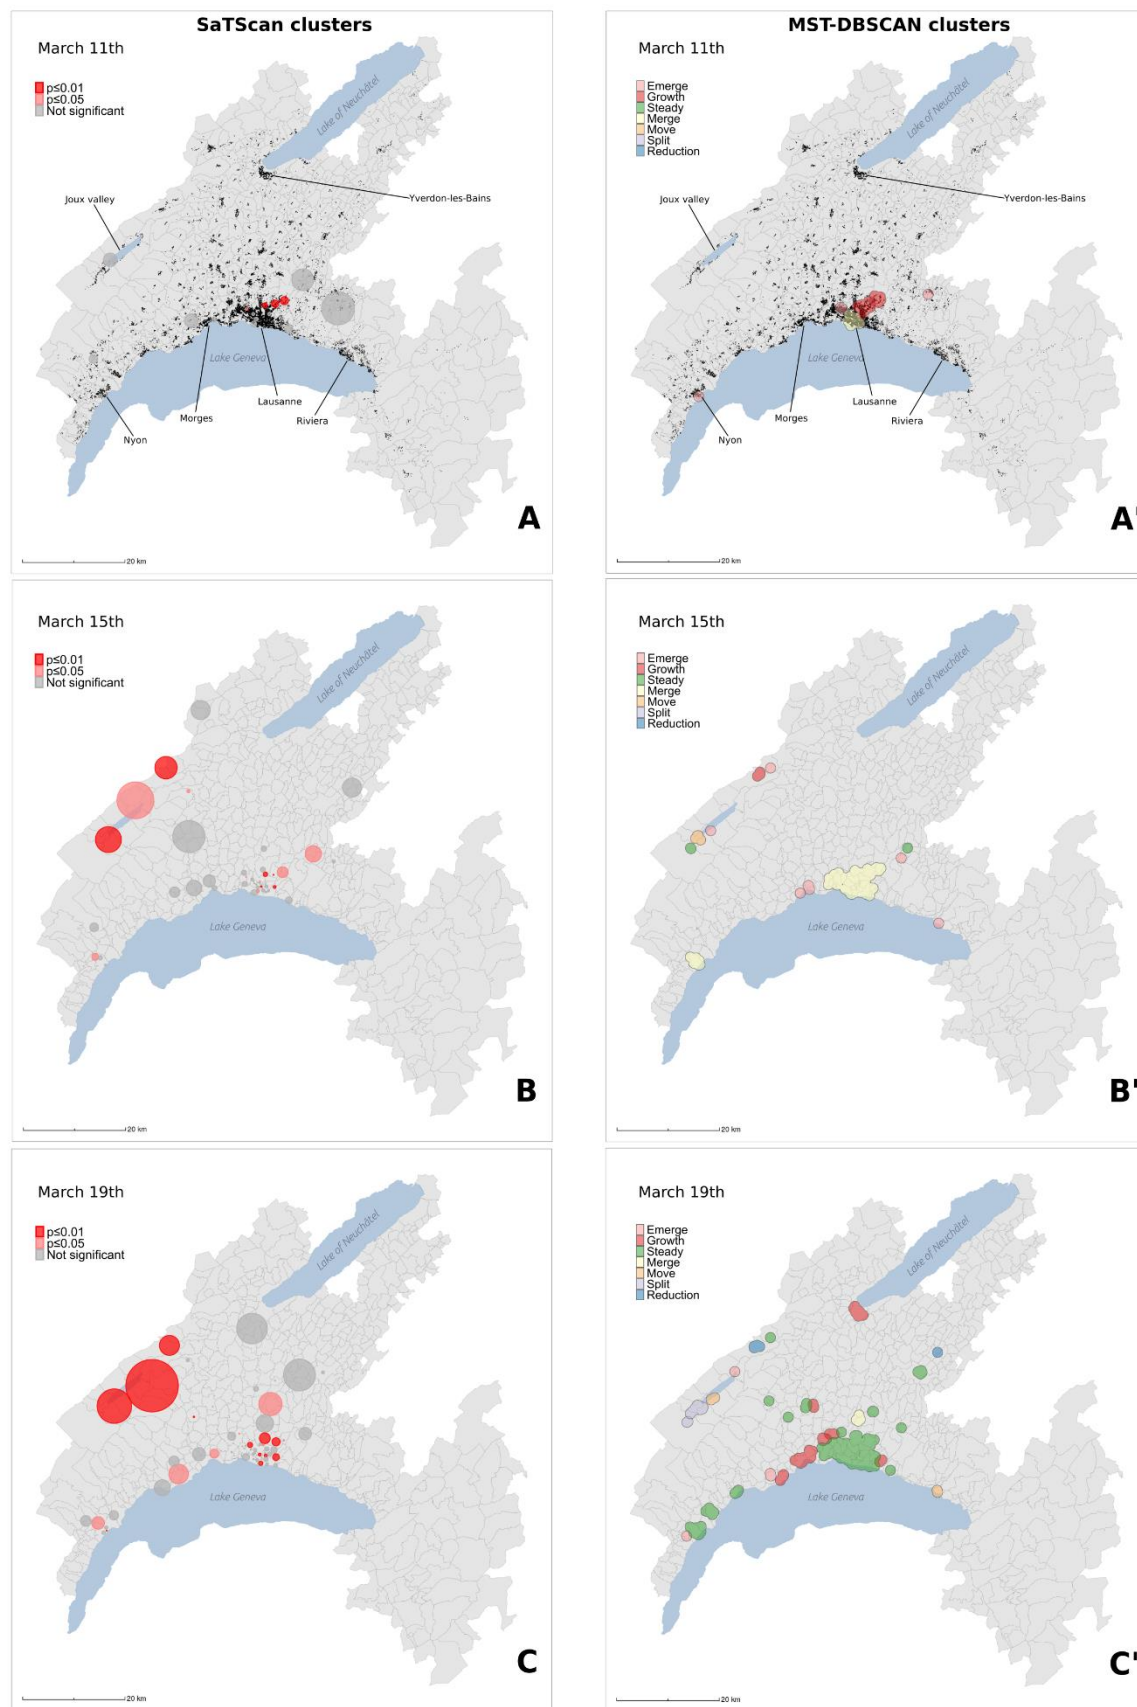 SaTScan clusters
March 11th
p≤0.01
p≤0.05
Not significant
Lake of Neuchâtel
Joux valley
Yverdon-les-Bains
Lake Geneva
Lausanne
Morges
Riviera
Nyon
A
20 km
MST-DBSCAN clusters
March 11th
Emerge
Growth
Steady
Merge
Move
Split
Reduction
Lake of Neuchâtel
Joux valley
Yverdon-les-Bains
Lake Geneva
Lausanne
Morges
Riviera
Nyon
A'
20 km
March 15th
p≤0.01
p≤0.05
Not significant
Lake of Neuchâtel
Lake Geneva
B
20 km
March 15th
Emerge
Growth
Steady
Merge
Move
Split
Reduction
Lake of Neuchâtel
Lake Geneva
B'
20 km
March 19th
p≤0.01
p≤0.05
Not significant
Lake of Neuchâtel
Lake Geneva
C
20 km
March 19th
Emerge
Growth
Steady
Merge
Move
Split
Reduction
Lake of Neuchâtel
Lake Geneva
C'
20 km